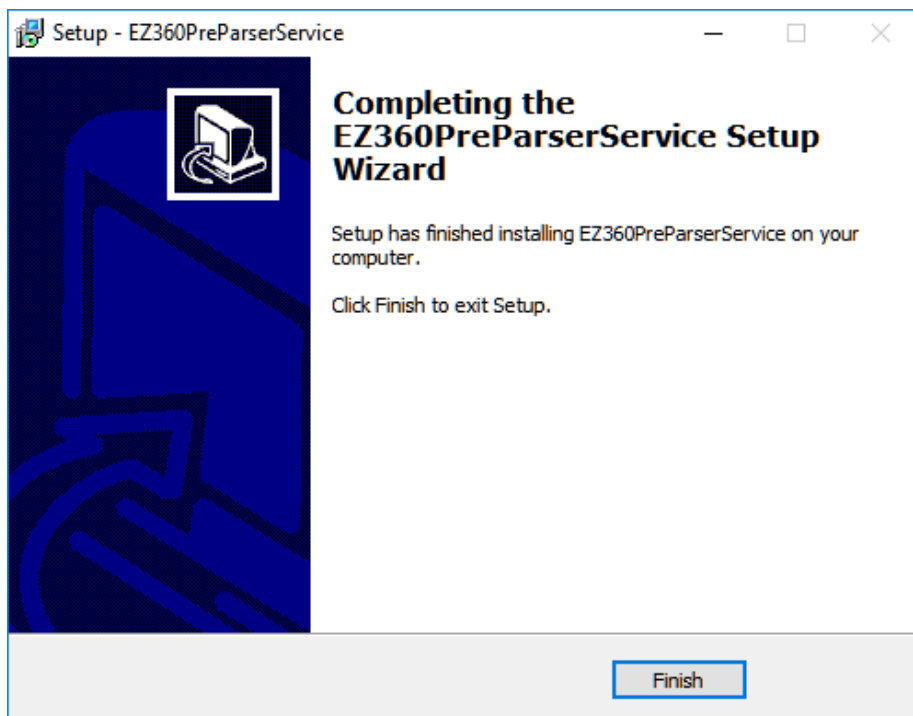 Setup - EZ360PreParserService
Completing the
EZ360PreParserService Setup
Wizard
Setup has finished installing EZ360PreParserService on your
computer.
Click Finish to exit Setup.
Finish